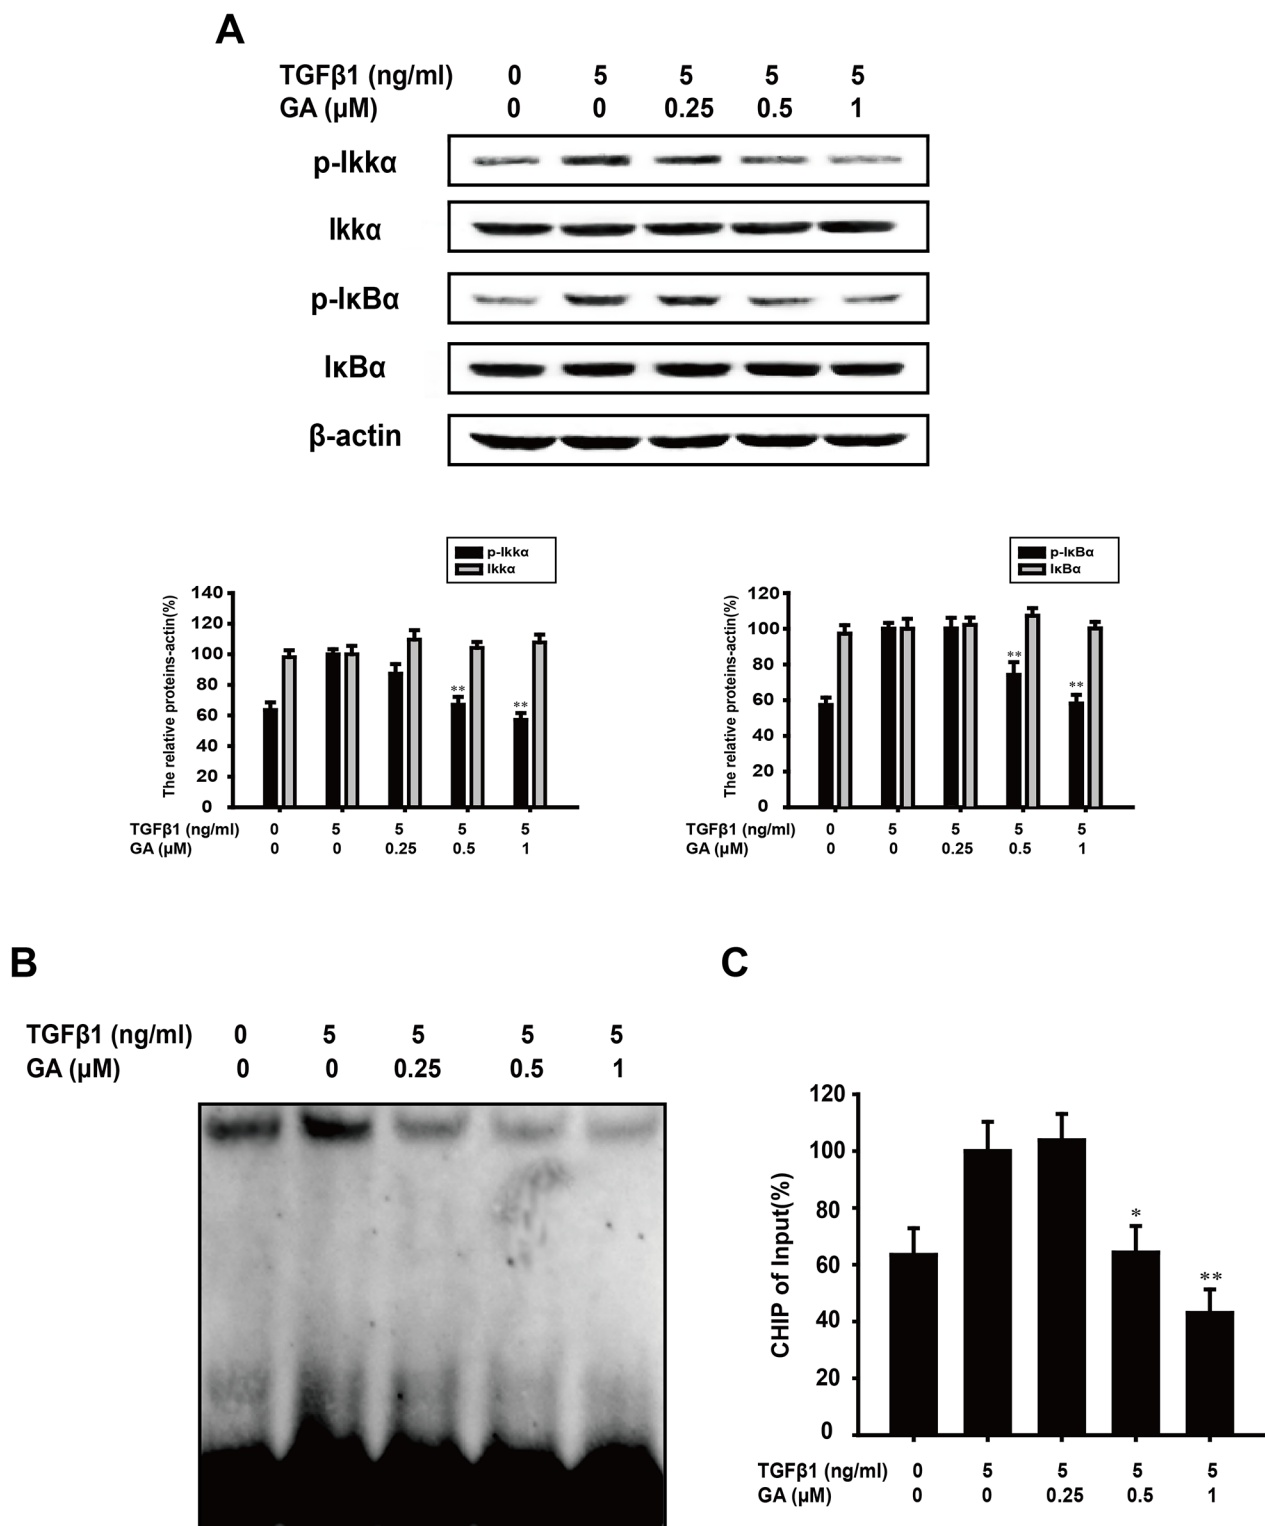 A
TGFβ1 (ng/ml) 0 5 5 5 5
GA (μM) 0 0 0.25 0.5 1
p-Ikkα
Ikkα
p-IκBα
IκBα
β-actin
p-Ikkα
Ikkα
The relative proteins-actin(%)
140
120
100
80
60
40
20
0
**
**
TGFβ1 (ng/ml) 0 5 5 5 5
GA (μM) 0 0 0.25 0.5 1
p-IκBα
IκBα
The relative proteins-actin(%)
120
100
80
60
40
20
0
**
**
TGFβ1 (ng/ml) 0 5 5 5 5
GA (μM) 0 0 0.25 0.5 1
B
TGFβ1 (ng/ml) 0 5 5 5 5
GA (μM) 0 0 0.25 0.5 1
C
CHIP of Input(%)
120
100
80
60
40
20
0
*
**
TGFβ1 (ng/ml) 0 5 5 5 5
GA (μM) 0 0 0.25 0.5 1